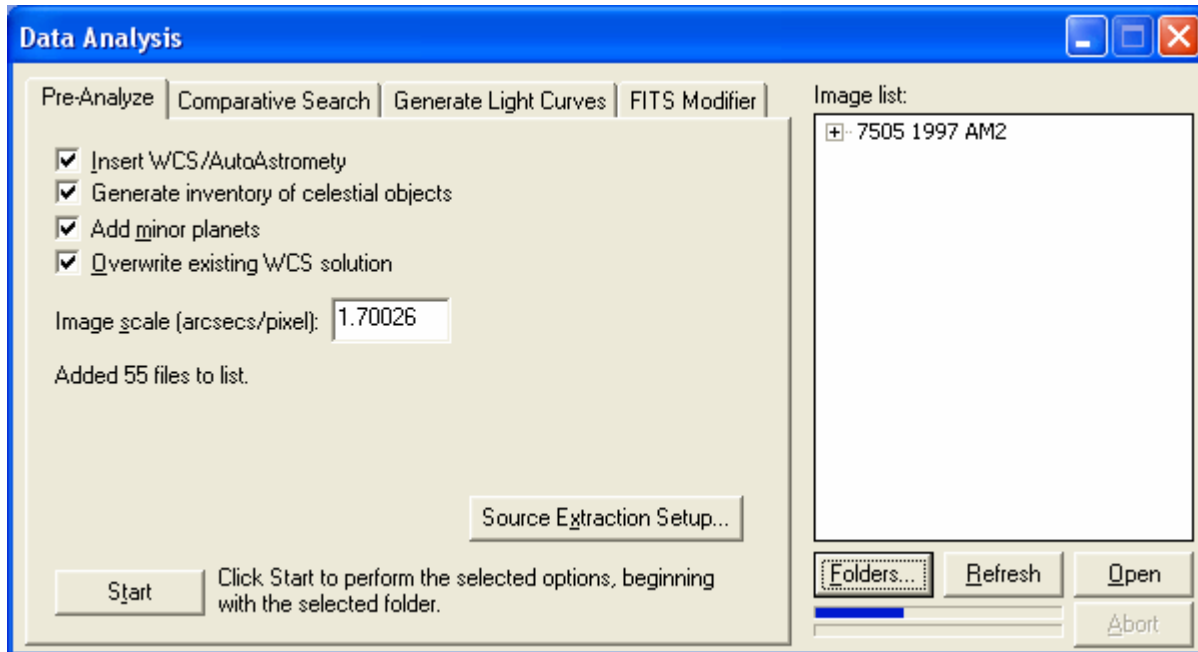 Data Analysis
Pre-Analyze
Comparative Search
Generate Light Curves
FITS Modifier
Insert WCS/AutoAstromety
Generate inventory of celestial objects
Add minor planets
Overwrite existing WCS solution
Image scale (arcsecs/pixel): 1.70026
Added 55 files to list.
Source Extraction Setup...
Start
Click Start to perform the selected options, beginning
with the selected folder.
Image list:
7505 1997 AM2
Folders...
Refresh
Open
Abort